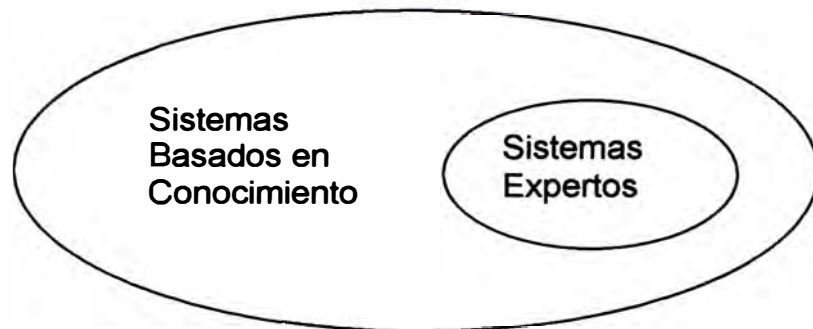 Sistemas
Basados en
Conocimiento
Sistemas
Expertos